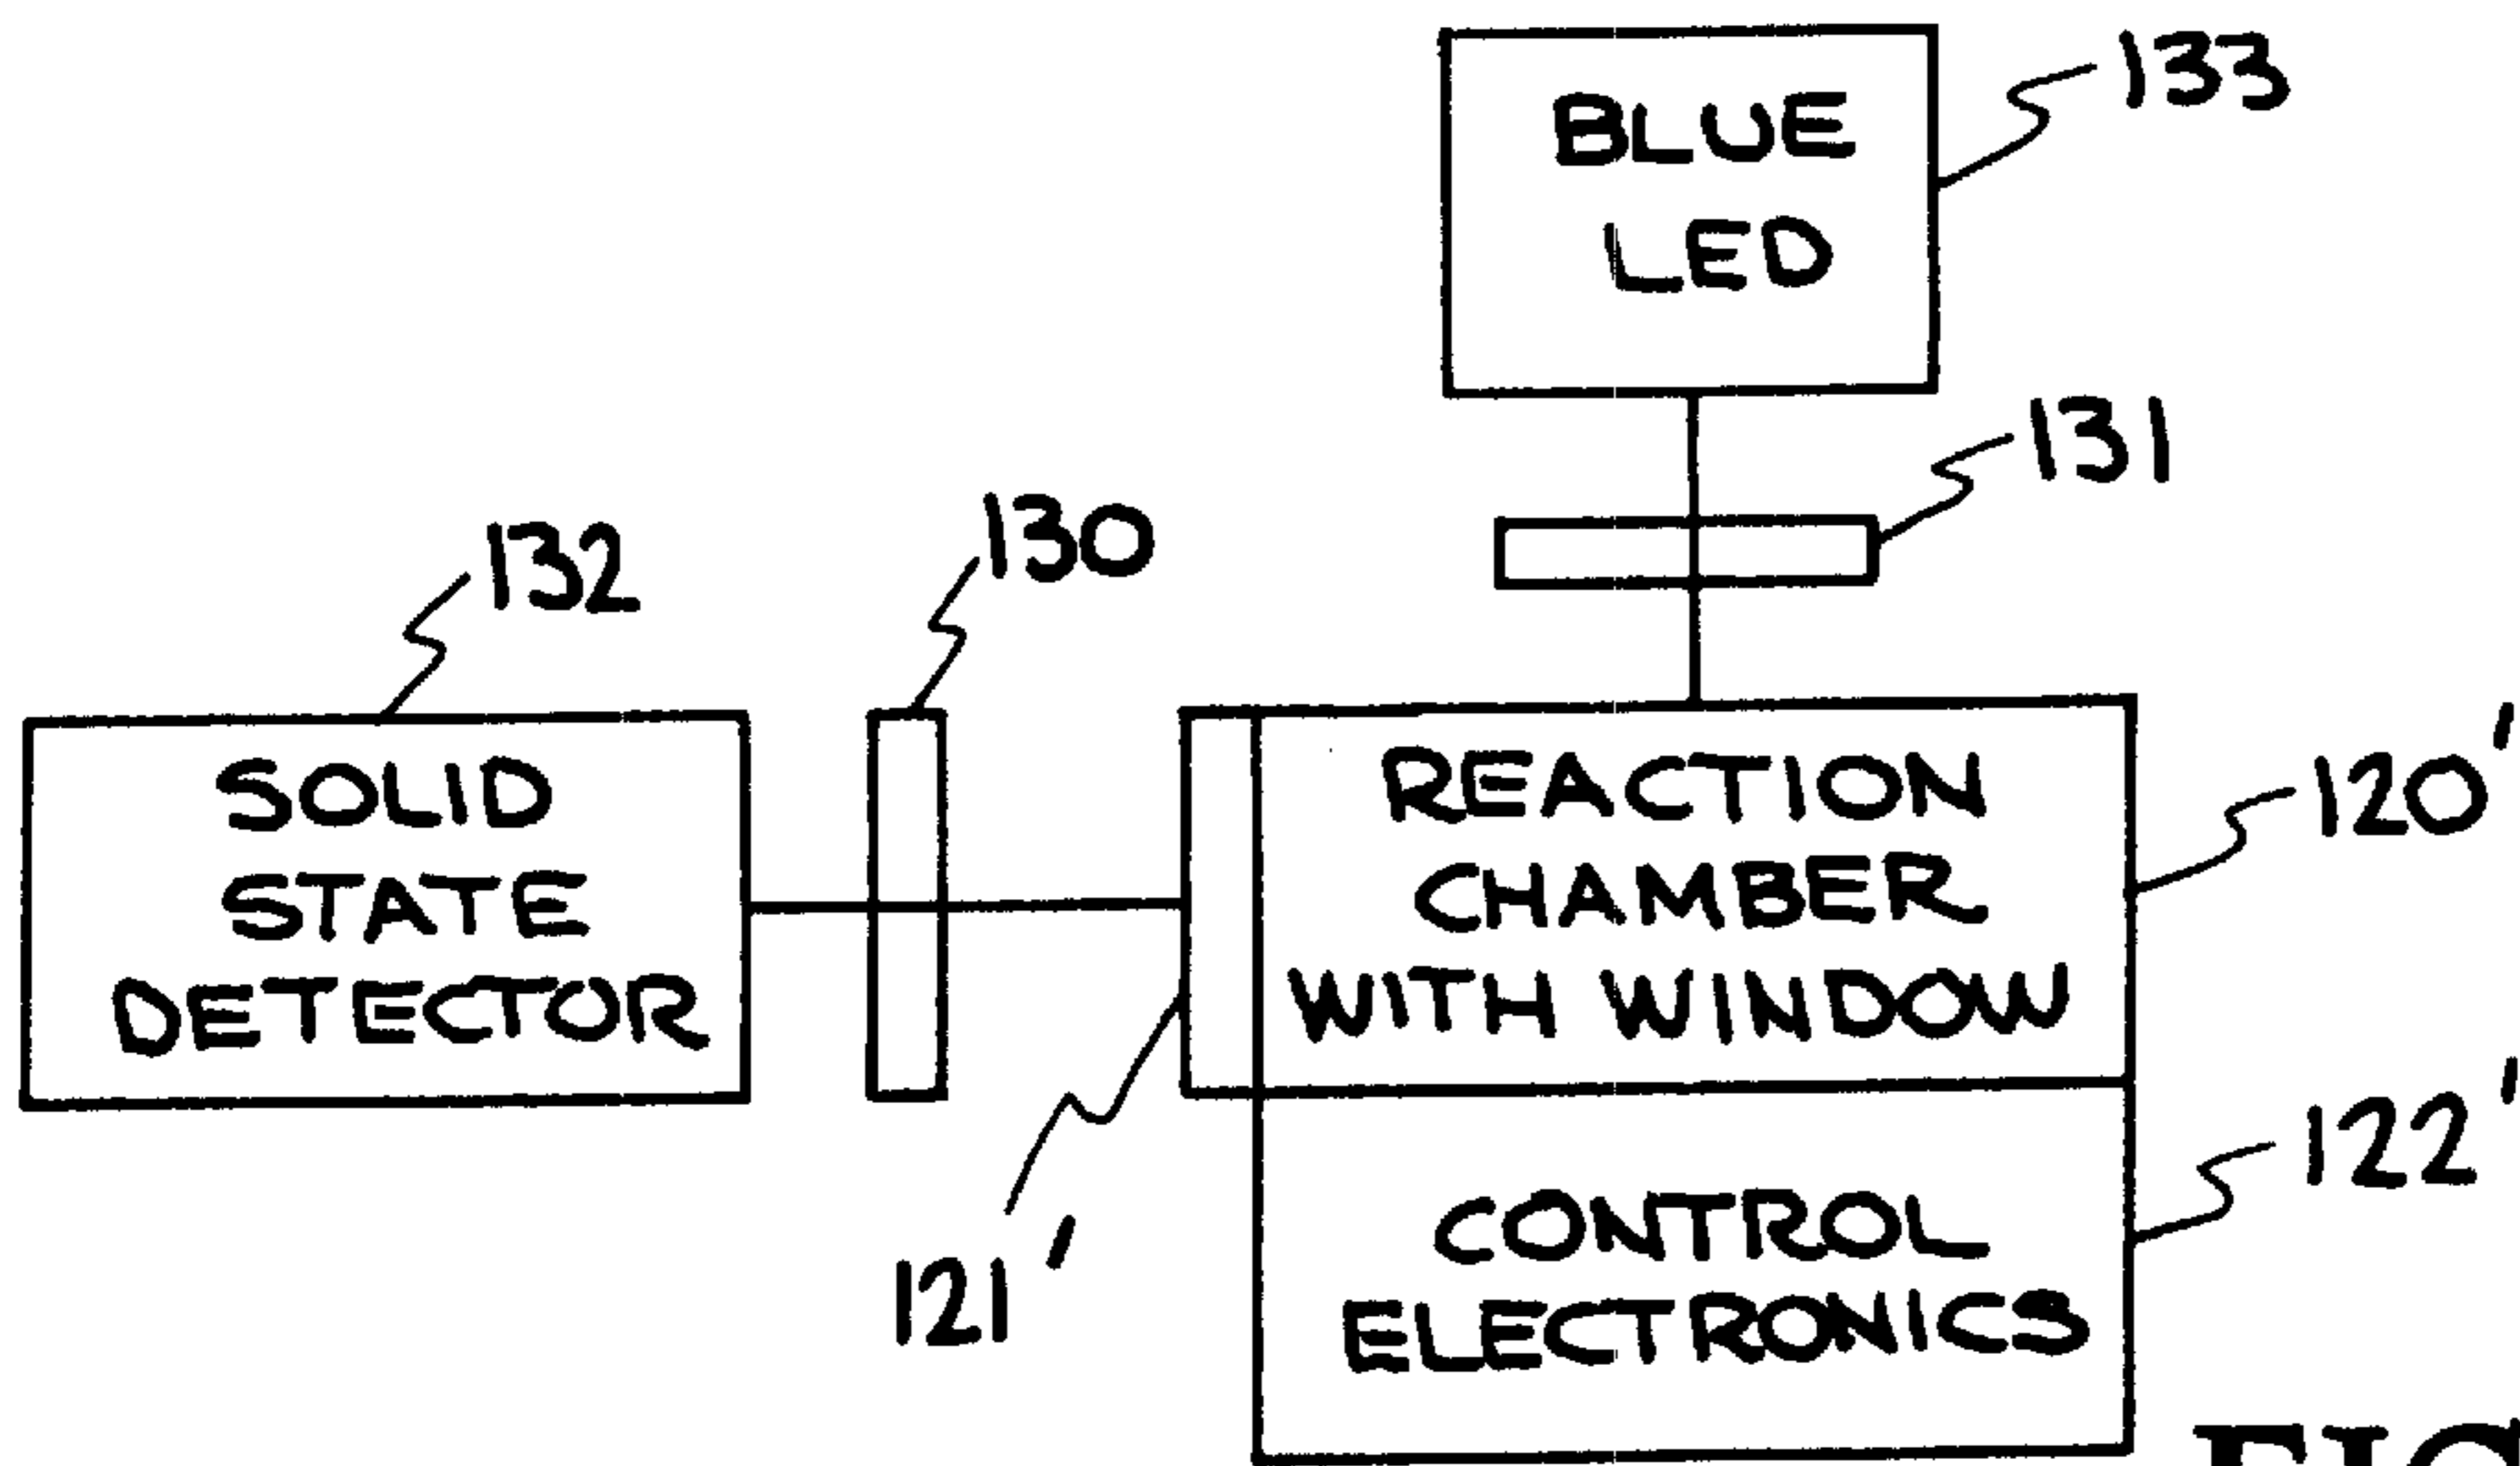 BLUE
LED
133
131
130
132
SOLID
STATE
DETECTOR
REACTION
CHAMBER
WITH WINDOW
120'
121'
CONTROL
ELECTRONICS
122'